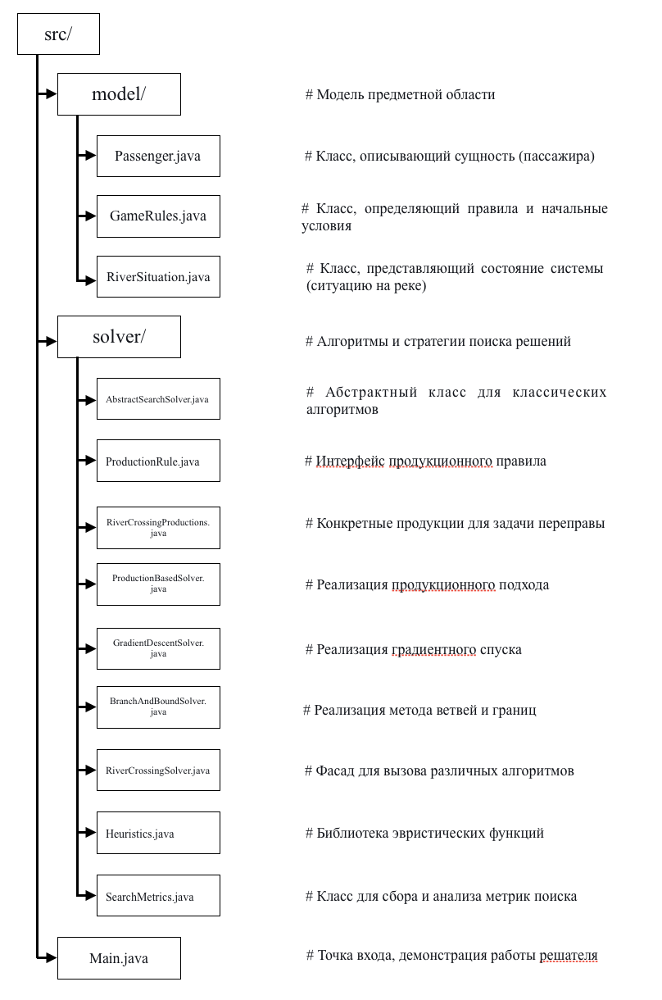 src/
model/
# Модель предметной области
Passenger.java
# Класс, описывающий сущность (пассажира)
GameRules.java
# Класс, определяющий правила и начальные
условия
RiverSituation.java
# Класс, представляющий состояние системы
(ситуацию на реке)
solver/
# Алгоритмы и стратегии поиска решений
AbstractSearchSolver.java
# Абстрактный класс для классических
алгоритмов
ProductionRule.java
# Интерфейс продукционного правила
RiverCrossingProductions.
java
# Конкретные продукции для задачи переправы
ProductionBasedSolver.
java
# Реализация продукционного подхода
GradientDescentSolver.
java
# Реализация градиентного спуска
BranchAndBoundSolver.
java
# Реализация метода ветвей и границ
RiverCrossingSolver.java
# Фасад для вызова различных алгоритмов
Heuristics.java
# Библиотека эвристических функций
SearchMetrics.java
# Класс для сбора и анализа метрик поиска
Main.java
# Точка входа, демонстрация работы решателя